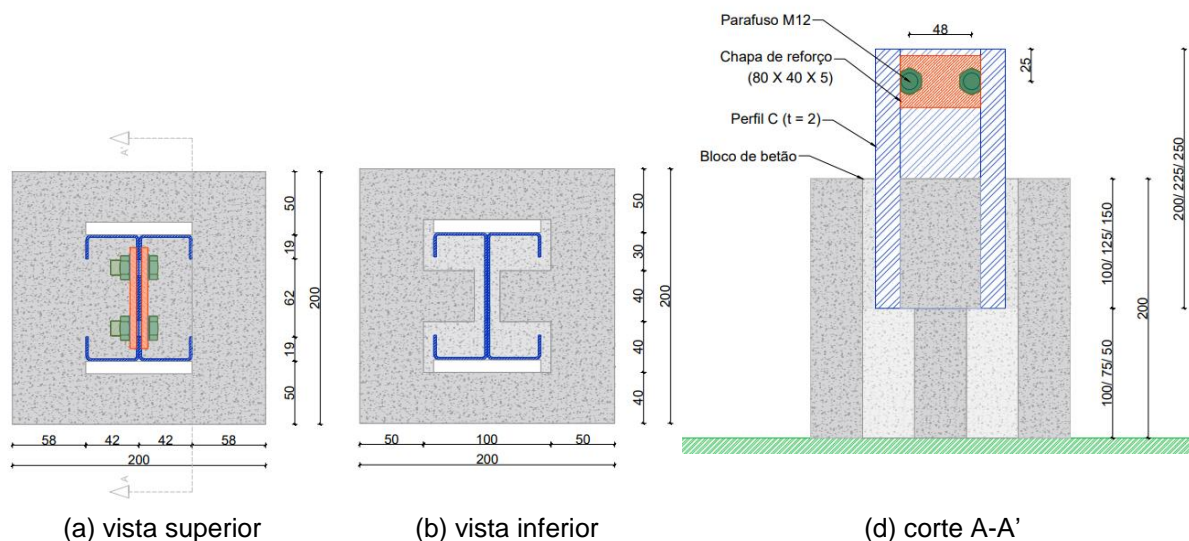 Parafuso M12
48
Chapa de reforço
(80 X 40 X 5)
25
Perfil C (t = 2)
Bloco de betão
200/ 225/ 250
100/ 125/ 150
100/ 75/ 50
200
A'
50
19
62
19
50
200
58
42
42
58
200
A'
50
30
40
40
40
200
50
100
50
200
(a) vista superior
(b) vista inferior
(d) corte A-A’